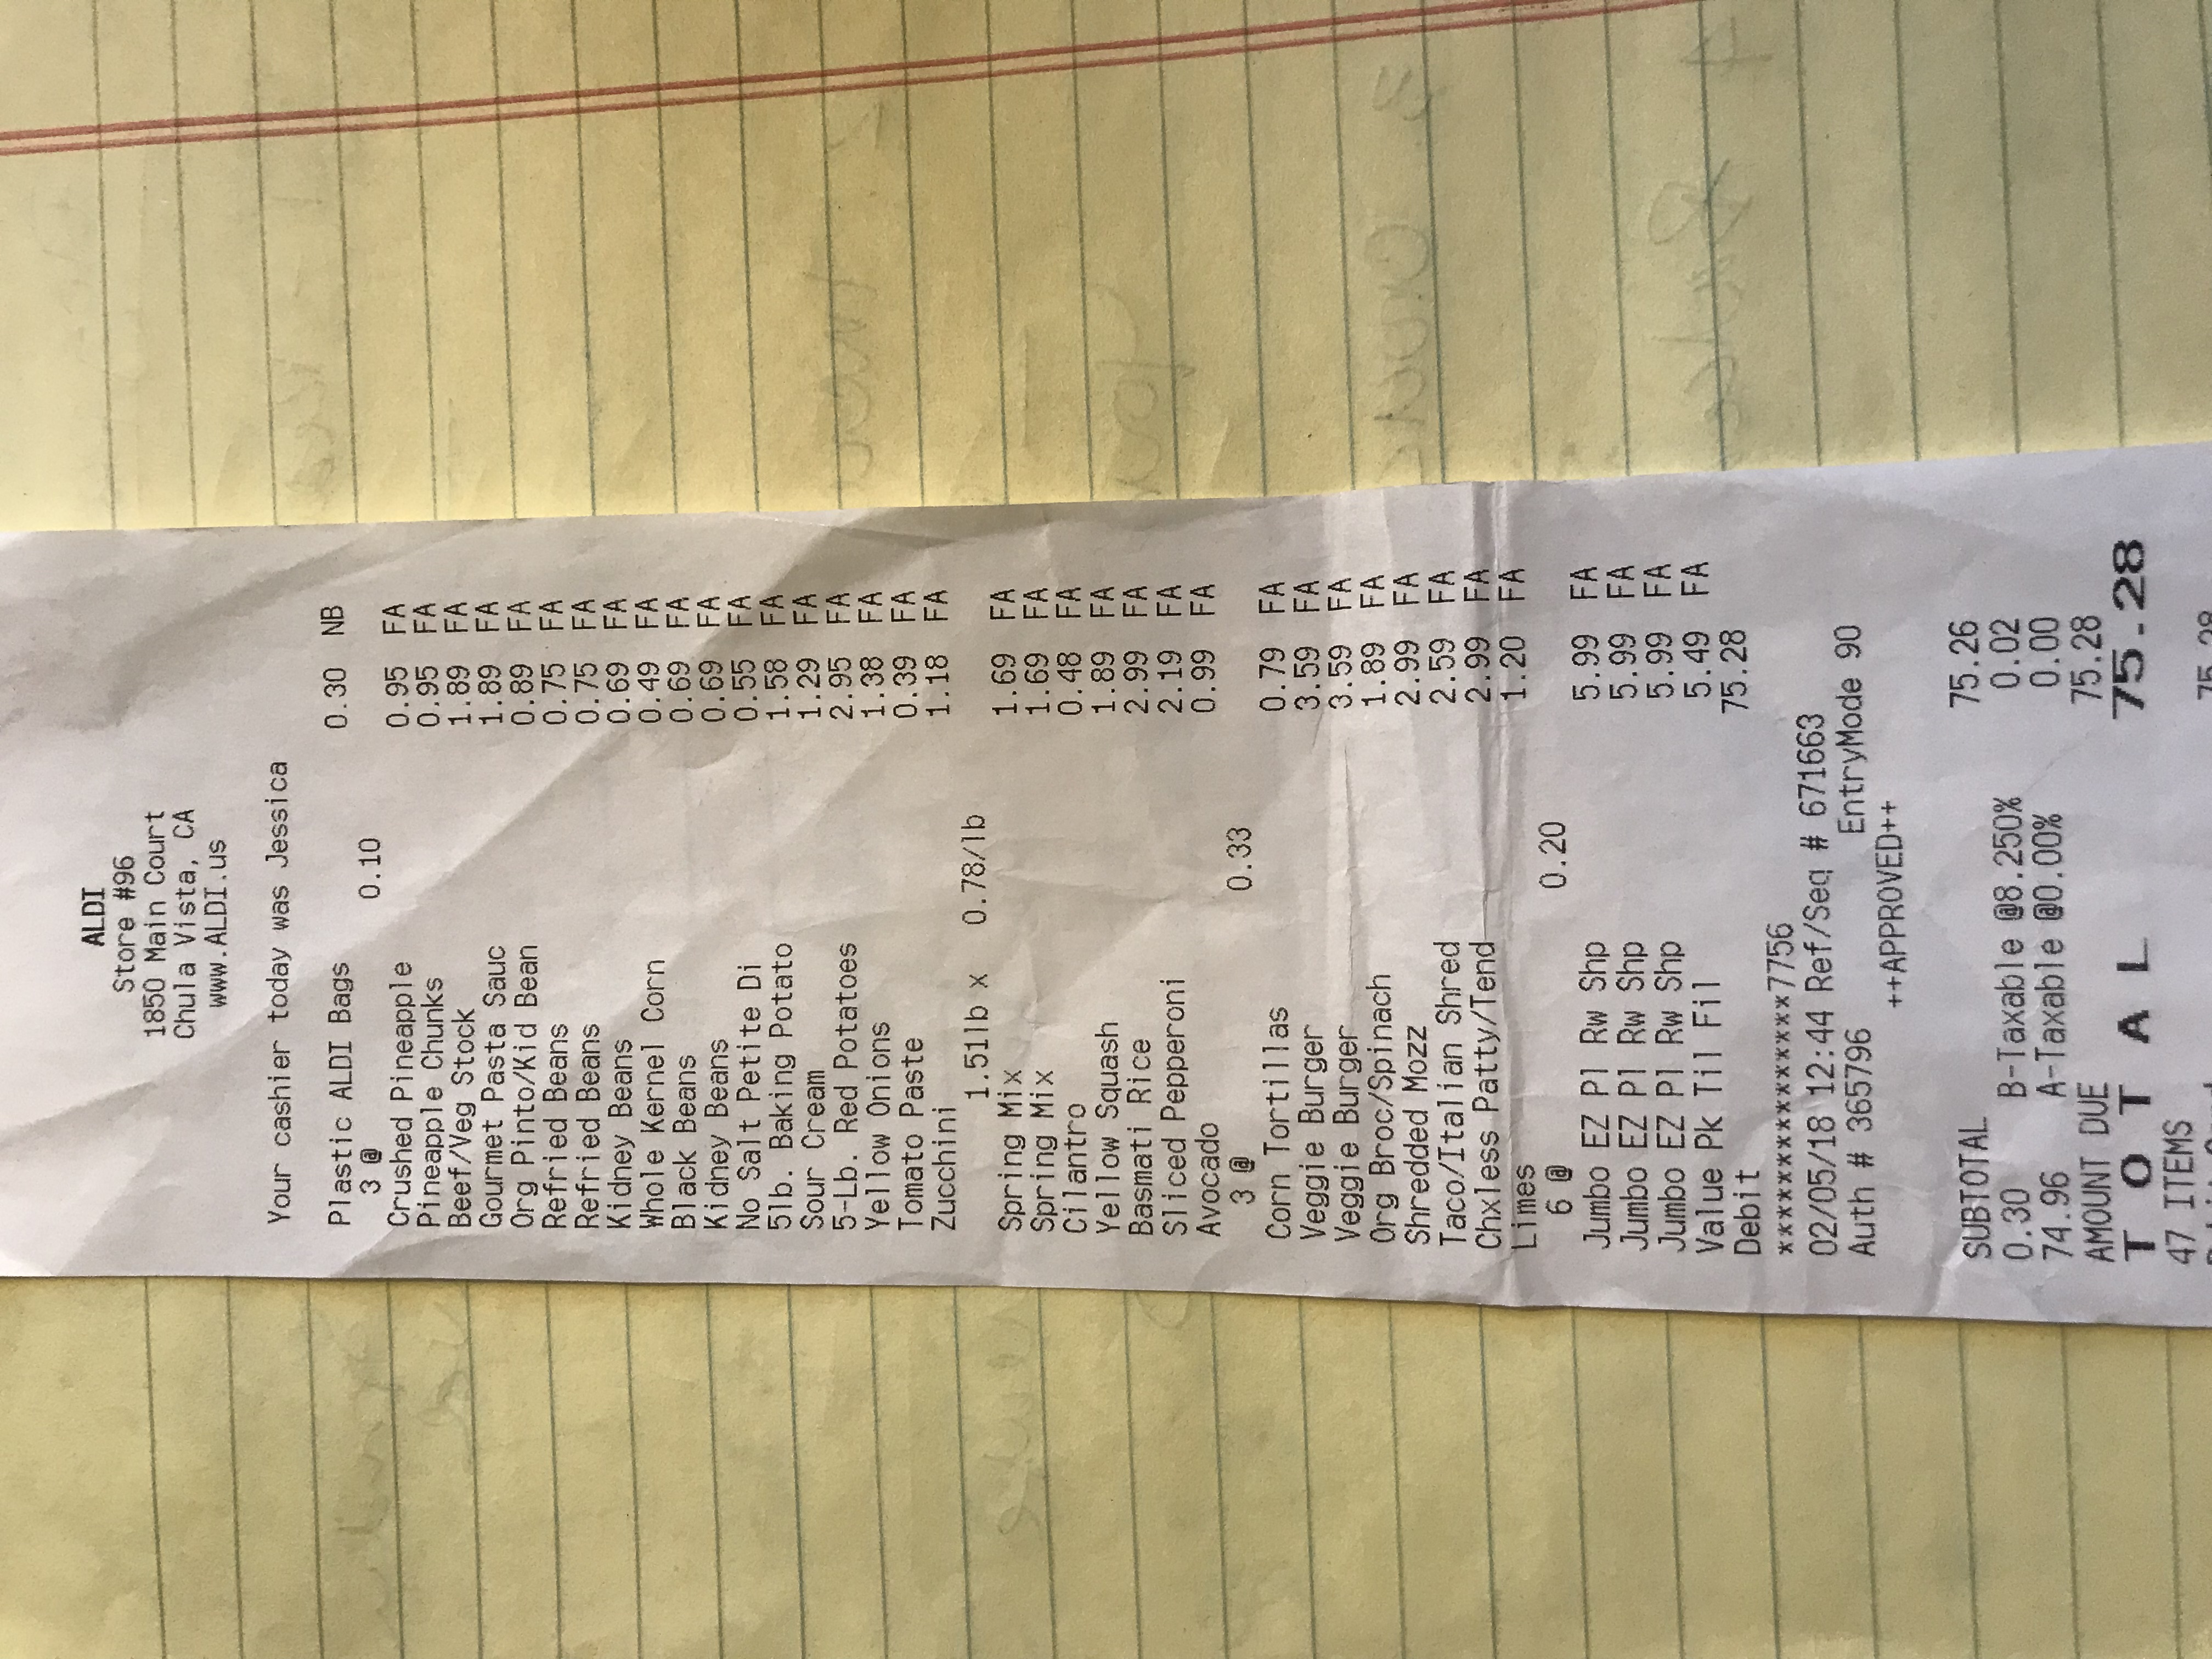 ALDI
Store #96
1850 Main Court
Chula Vista, CA
www.ALDI.us
Your cashier today was Jessica
Plastic ALDI Bags 0.30 NB
3 @ 0.10
Crushed Pineapple 0.95 FA
Pineapple Chunks 0.95 FA
Beef/Veg Stock 1.89 FA
Gourmet Pasta Sauc 1.89 FA
Org Pinto/Kid Bean 0.89 FA
Refried Beans 0.75 FA
Refried Beans 0.75 FA
Kidney Beans 0.69 FA
Whole Kernel Corn 0.49 FA
Black Beans 0.69 FA
Kidney Beans 0.69 FA
No Salt Petite Di 0.55 FA
5lb. Baking Potato 1.58 FA
Sour Cream 1.29 FA
5-Lb. Red Potatoes 2.95 FA
Yellow Onions 1.38 FA
Tomato Paste 0.39 FA
Zucchini 1.18 FA
1.51lb x 0.78/lb
Spring Mix 1.69 FA
Spring Mix 1.69 FA
Cilantro 0.48 FA
Yellow Squash 1.89 FA
Basmati Rice 2.99 FA
Sliced Pepperoni 2.19 FA
Avocado 0.99 FA
3 @ 0.33
Corn Tortillas 0.79 FA
Veggie Burger 3.59 FA
Veggie Burger 3.59 FA
Org Broc/Spinach 1.89 FA
Shredded Mozz 2.99 FA
Taco/Italian Shred 2.59 FA
Chxless Patty/Tend 2.99 FA
Limes 1.20 FA
6 @ 0.20
Jumbo EZ Pl Rw Shp 5.99 FA
Jumbo EZ Pl Rw Shp 5.99 FA
Jumbo EZ Pl Rw Shp 5.99 FA
Value Pk Til Fil 5.49 FA
Debit 75.28
***************7756
02/05/18 12:44 Ref/Seq # 671663
Auth # 365796 EntryMode 90
++APPROVED++
SUBTOTAL 75.26
0.30 B-Taxable @8.250% 0.02
74.96 A-Taxable @0.00% 0.00
AMOUNT DUE 75.28
T O T A L 75.28
47 ITEMS
75.28